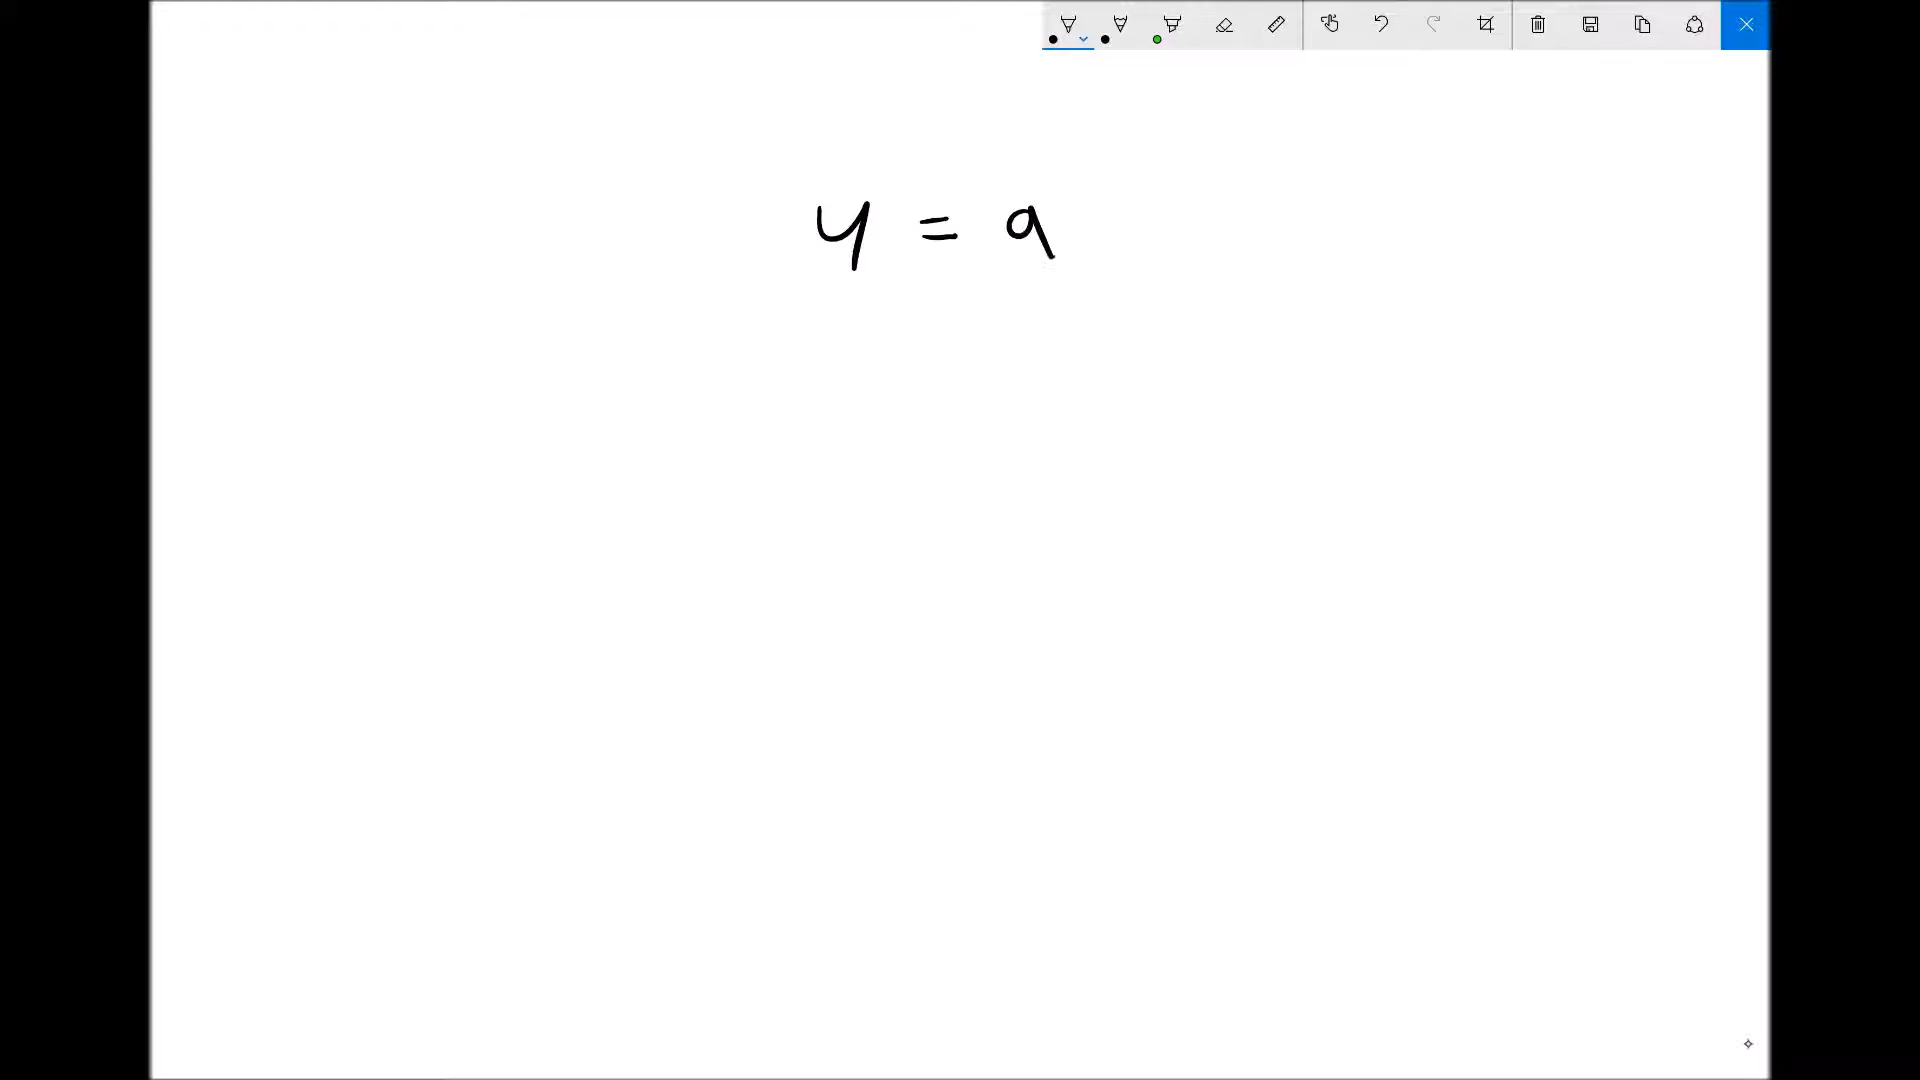 y = a